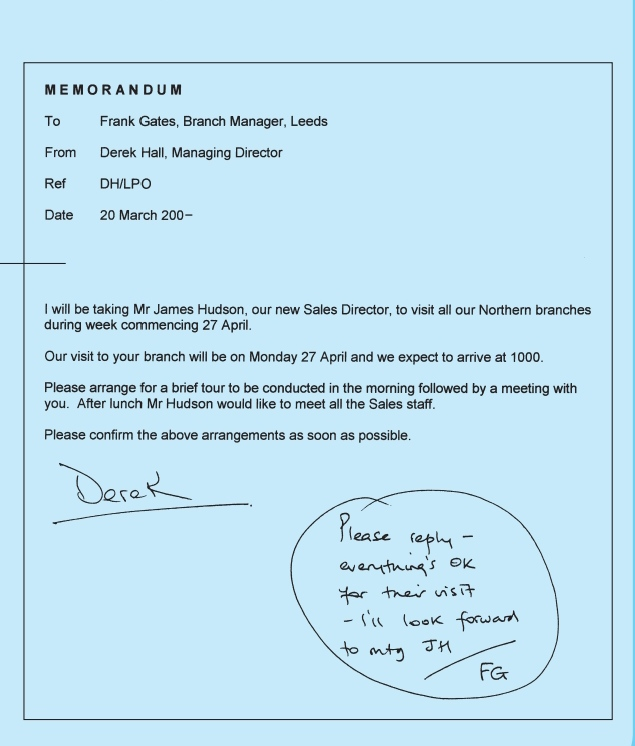 MEMORANDUM
To Frank Gates, Branch Manager, Leeds
From Derek Hall, Managing Director
Ref DH/LPO
Date 20 March 200–
I will be taking Mr James Hudson, our new Sales Director, to visit all our Northern branches
during week commencing 27 April.
Our visit to your branch will be on Monday 27 April and we expect to arrive at 1000.
Please arrange for a brief tour to be conducted in the morning followed by a meeting with
you. After lunch Mr Hudson would like to meet all the Sales staff.
Please confirm the above arrangements as soon as possible.
Derek
Please reply –
everything's OK
for their visit
– I'll look forward
to mtg JH
FG